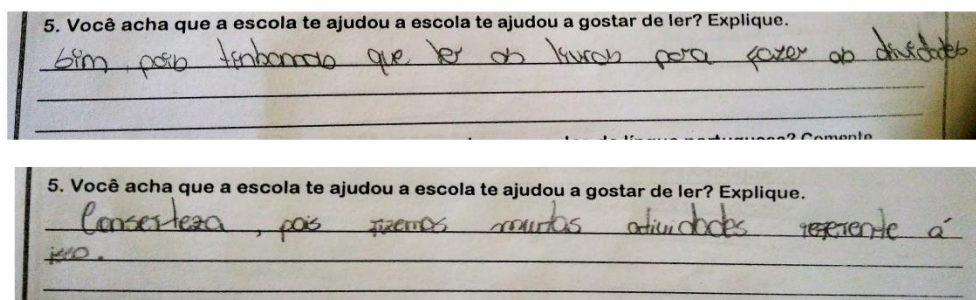 5. Você acha que a escola te ajudou a escola te ajudou a gostar de ler? Explique.
Sim, pois tinhamos que ler os livros para fazer as atividades
5. Você acha que a escola te ajudou a escola te ajudou a gostar de ler? Explique.
Conserteza, pois fizemos muitas atividades referente á
isso.